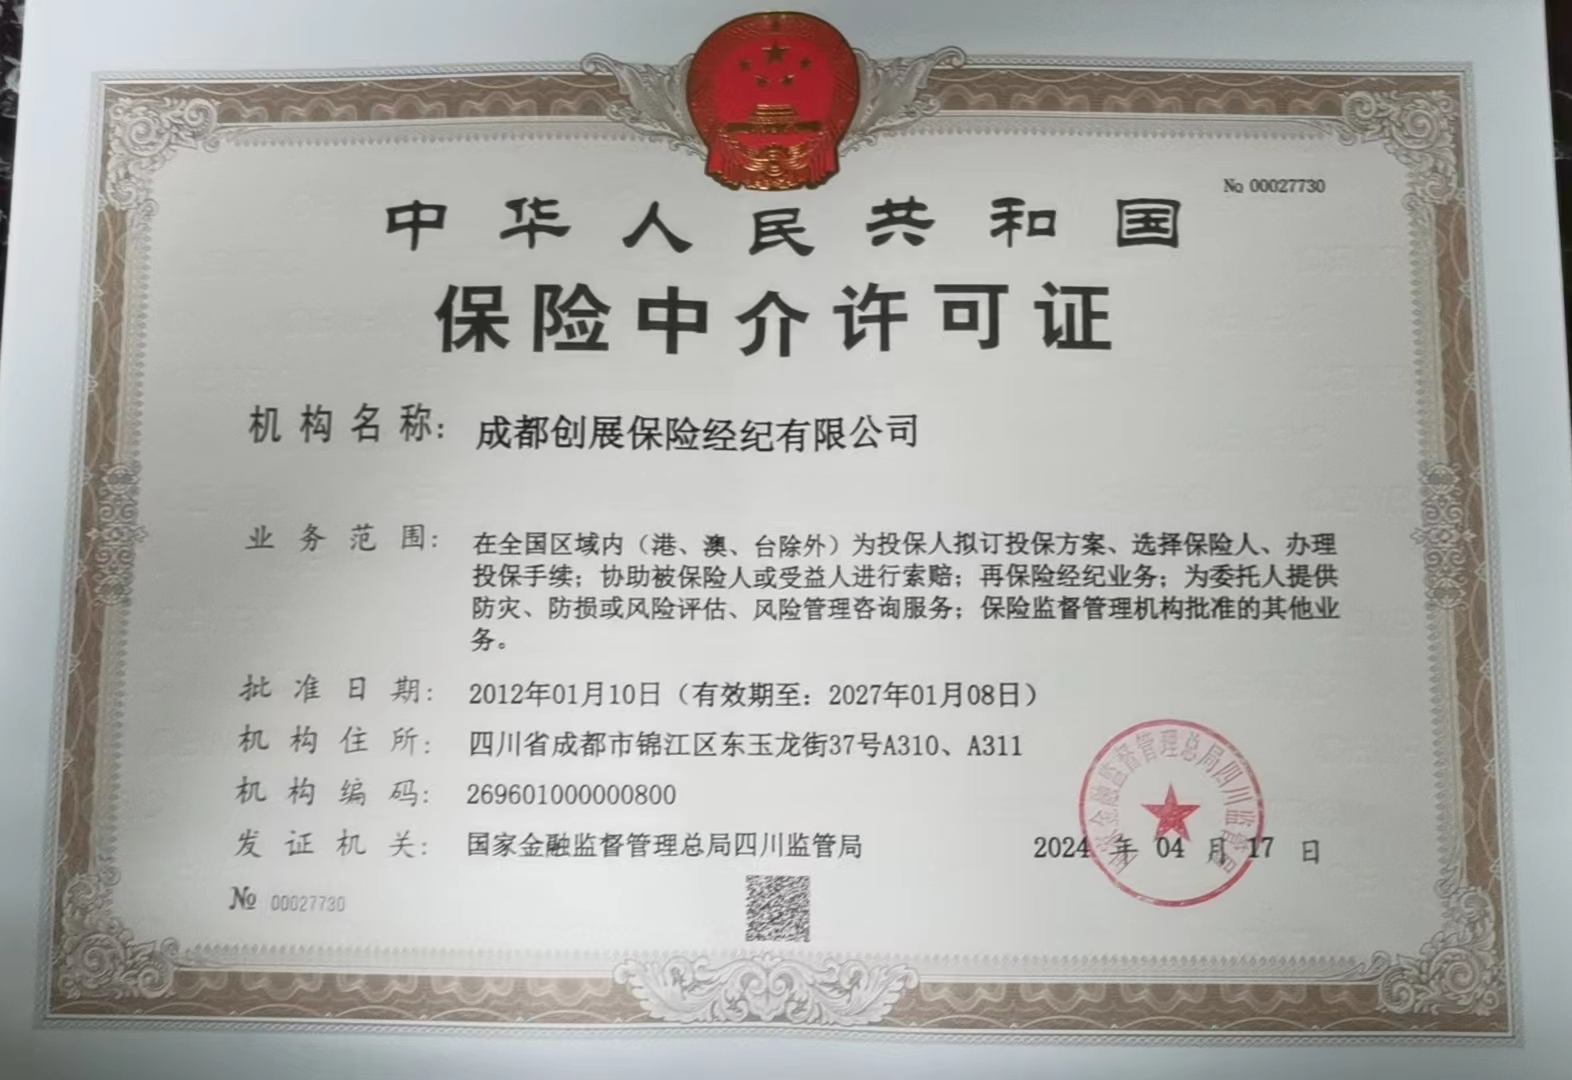 No 00027730
中华人民共和国
保险中介许可证
机构名称：成都创展保险经纪有限公司
业务范围：在全国区域内（港、澳、台除外）为投保人拟订投保方案、选择保险人、办理
投保手续；协助被保险人或受益人进行索赔；再保险经纪业务；为委托人提供
防灾、防损或风险评估、风险管理咨询服务；保险监督管理机构批准的其他业
务。
批准日期：2012年01月10日（有效期至：2027年01月08日）
机构住所：四川省成都市锦江区东玉龙街37号A310、A311
机构编码：269601000000800
发证机关：国家金融监督管理总局四川监管局
2024 年 04 月 17 日
国家金融监督管理总局四川监管局
№ 00027730